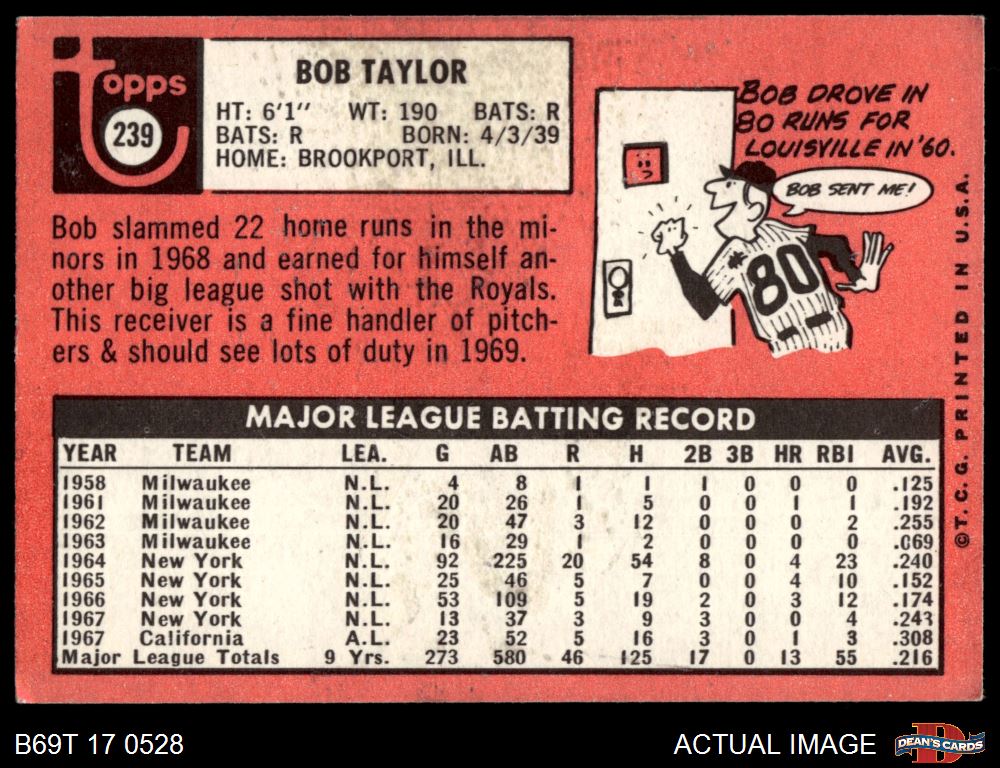 topps
239
BOB TAYLOR
HT: 6'1" WT: 190 BATS: R
BATS: R BORN: 4/3/39
HOME: BROOKPORT, ILL.
Bob slammed 22 home runs in the mi-
nors in 1968 and earned for himself an-
other big league shot with the Royals.
This receiver is a fine handler of pitch-
ers & should see lots of duty in 1969.
BOB DROVE IN
80 RUNS FOR
LOUISVILLE IN '60.
BOB SENT ME!
80
©T.C.G. PRINTED IN U.S.A.
MAJOR LEAGUE BATTING RECORD
YEAR TEAM LEA. G AB R H 2B 3B HR RBI AVG.
1958 Milwaukee N.L. 4 8 1 1 1 0 0 0 .125
1961 Milwaukee N.L. 20 26 1 5 0 0 1 1 .192
1962 Milwaukee N.L. 20 47 3 12 0 0 0 2 .255
1963 Milwaukee N.L. 16 29 1 2 0 0 0 0 .069
1964 New York N.L. 92 225 20 54 8 0 4 23 .240
1965 New York N.L. 25 46 5 7 0 0 4 10 .152
1966 New York N.L. 53 109 5 19 2 0 3 12 .174
1967 New York N.L. 13 37 3 9 3 0 0 4 .243
1967 California A.L. 23 52 5 16 3 0 1 3 .308
Major League Totals 9 Yrs. 273 580 46 125 17 0 13 55 .216
B69T 17 0528
ACTUAL IMAGE
D
DEAN'S CARDS